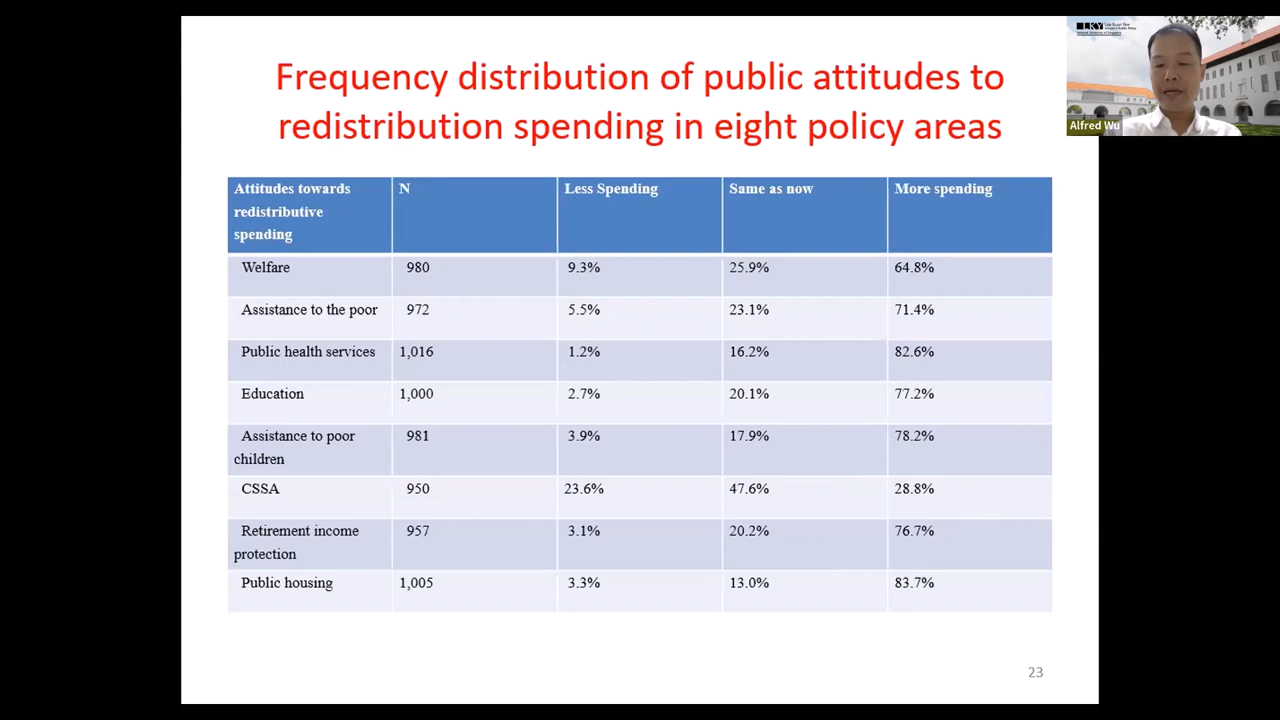 Frequency distribution of public attitudes to
redistribution spending in eight policy areas
Attitudes towards
redistributive
spending
N
Less Spending
Same as now
More spending
Welfare
980
9.3%
25.9%
64.8%
Assistance to the poor
972
5.5%
23.1%
71.4%
Public health services
1,016
1.2%
16.2%
82.6%
Education
1,000
2.7%
20.1%
77.2%
Assistance to poor
children
981
3.9%
17.9%
78.2%
CSSA
950
23.6%
47.6%
28.8%
Retirement income
protection
957
3.1%
20.2%
76.7%
Public housing
1,005
3.3%
13.0%
83.7%
23
LKY
Alfred Wu